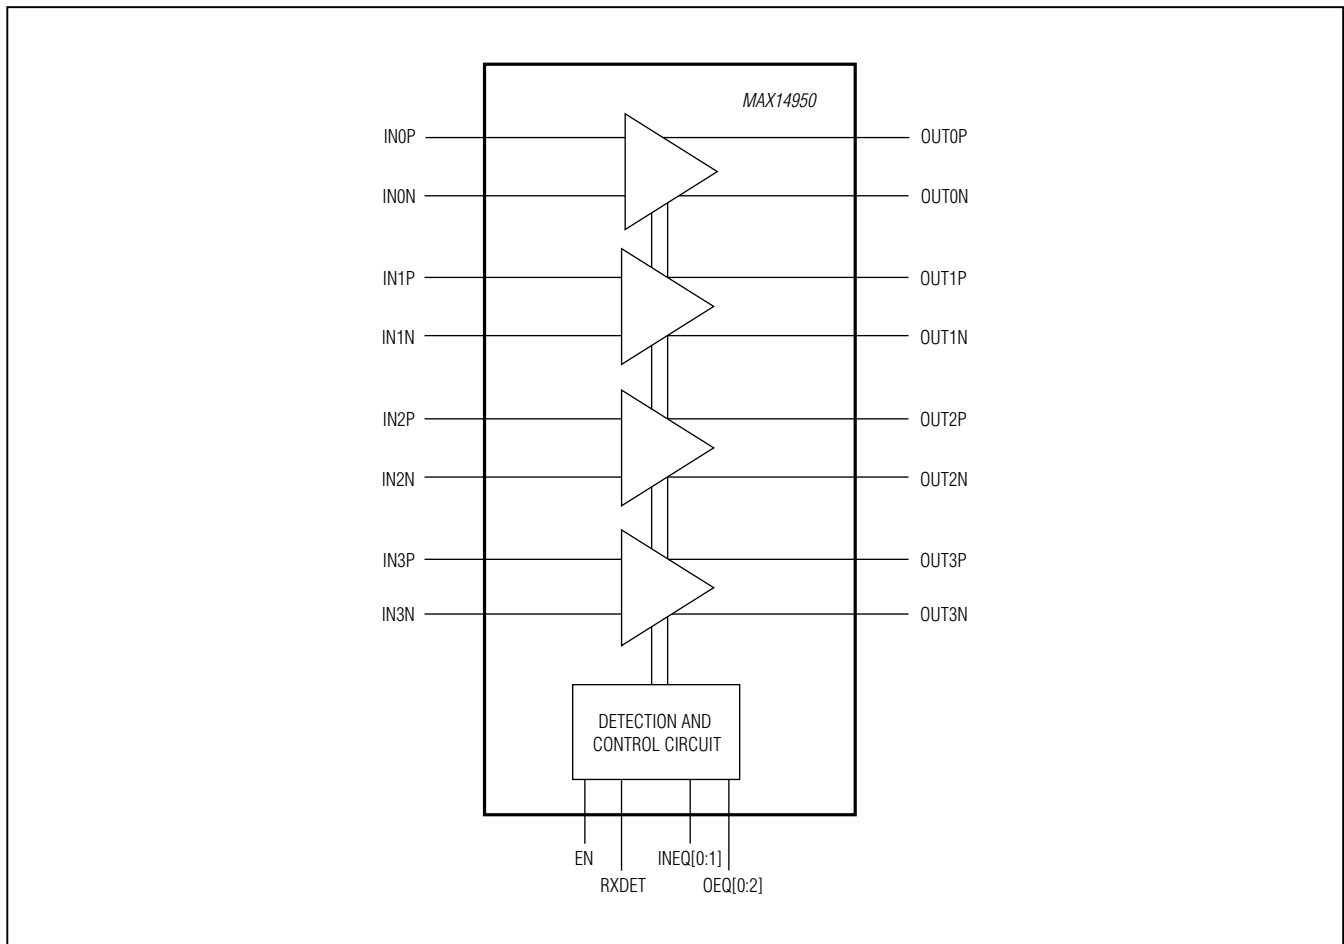 MAX14950
IN0P
OUT0P
IN0N
OUT0N
IN1P
OUT1P
IN1N
OUT1N
IN2P
OUT2P
IN2N
OUT2N
IN3P
OUT3P
IN3N
OUT3N
DETECTION AND
CONTROL CIRCUIT
EN
INEQ[0:1]
RXDET
OEQ[0:2]